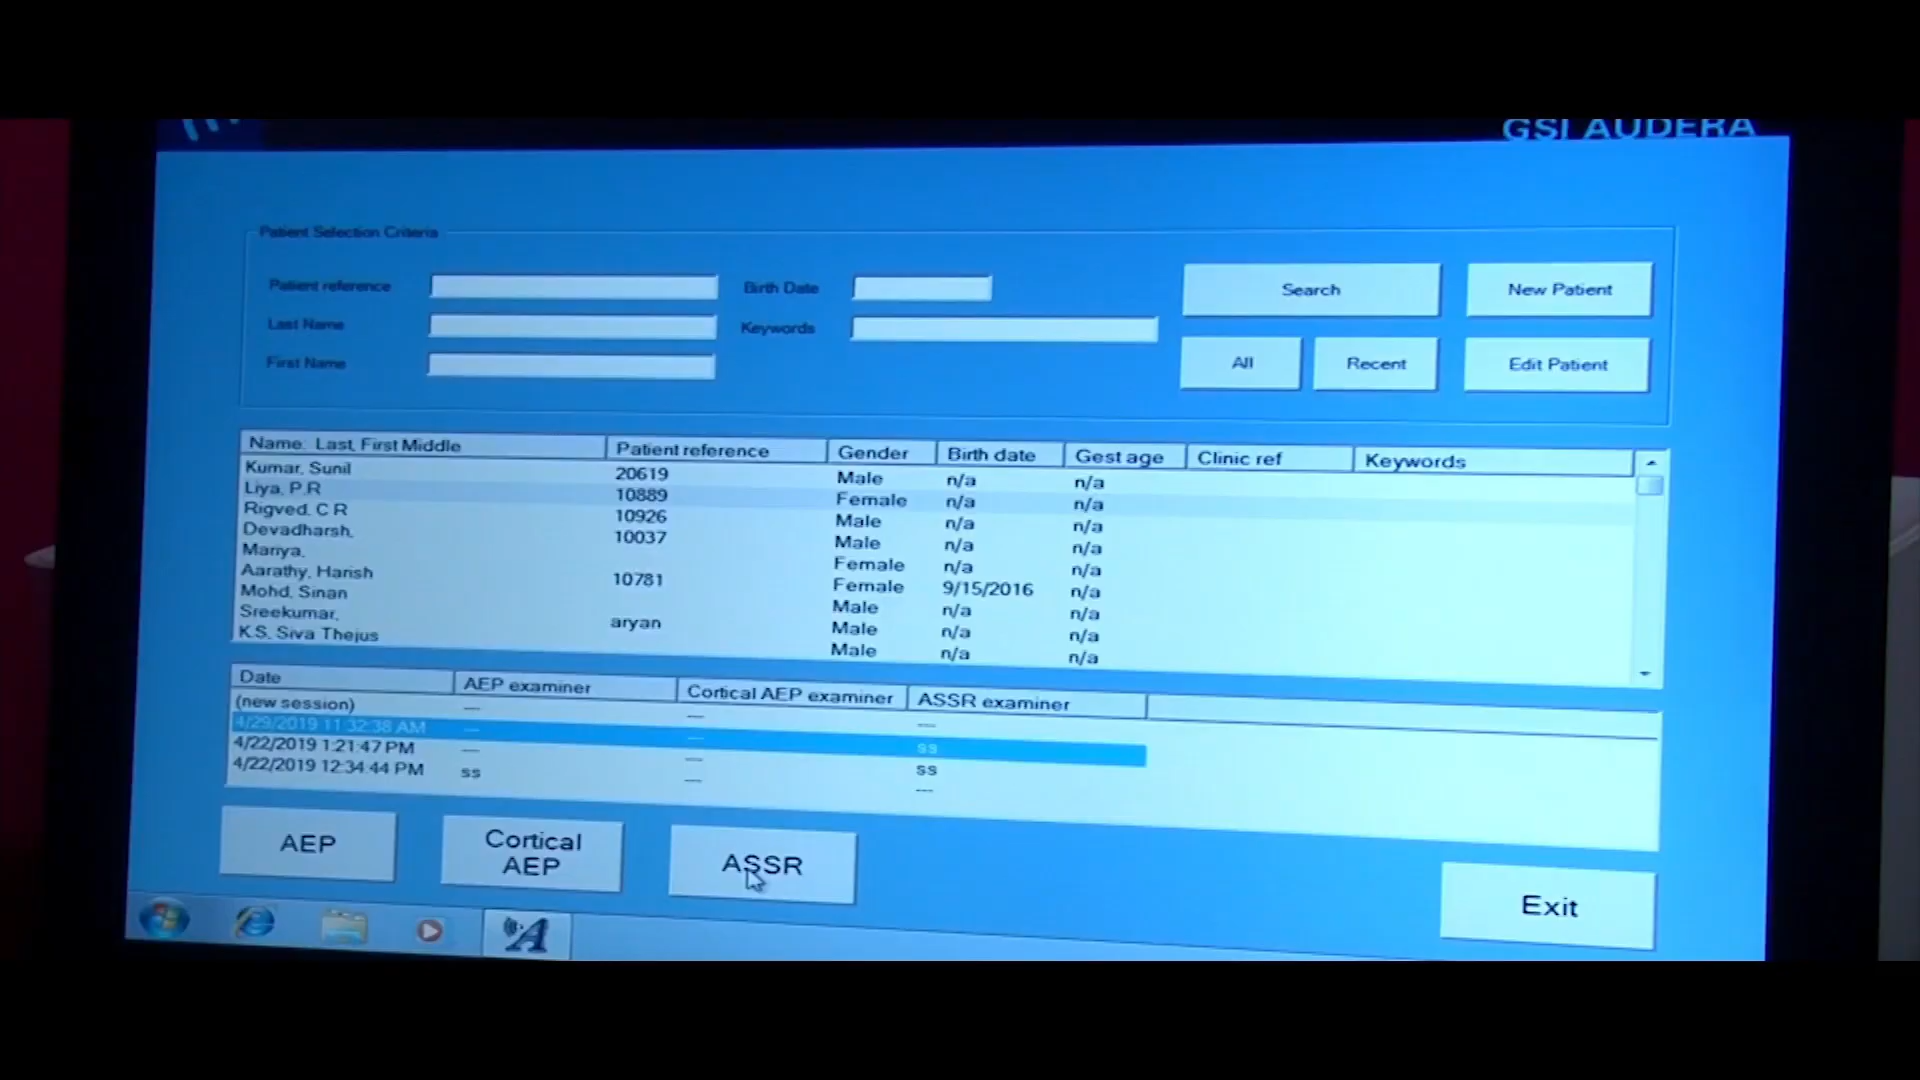 GSI AUDERA
Patient Selection Criteria
Patient reference
Birth Date
Search
New Patient
Last Name
Keywords
First Name
All
Recent
Edit Patient
Name: Last, First Middle Patient reference Gender Birth date Gest age Clinic ref Keywords
Kumar, Sunil 20619 Male n/a n/a
Liya, P.R 10889 Female n/a n/a
Rigved, C R 10926 Male n/a n/a
Devadharsh, 10037 Male n/a n/a
Mariya, Female n/a n/a
Aarathy, Harish 10781 Female 9/15/2016 n/a
Mohd, Sinan Male n/a n/a
Sreekumar, aryan Male n/a n/a
K.S, Siva Thejus Male n/a n/a
Date AEP examiner Cortical AEP examiner ASSR examiner
(new session) --- --- ---
4/29/2019 11:32:38 AM --- --- ss
4/22/2019 1:21:47 PM --- --- ss
4/22/2019 12:34:44 PM ss --- ---
AEP
Cortical
AEP
ASSR
Exit